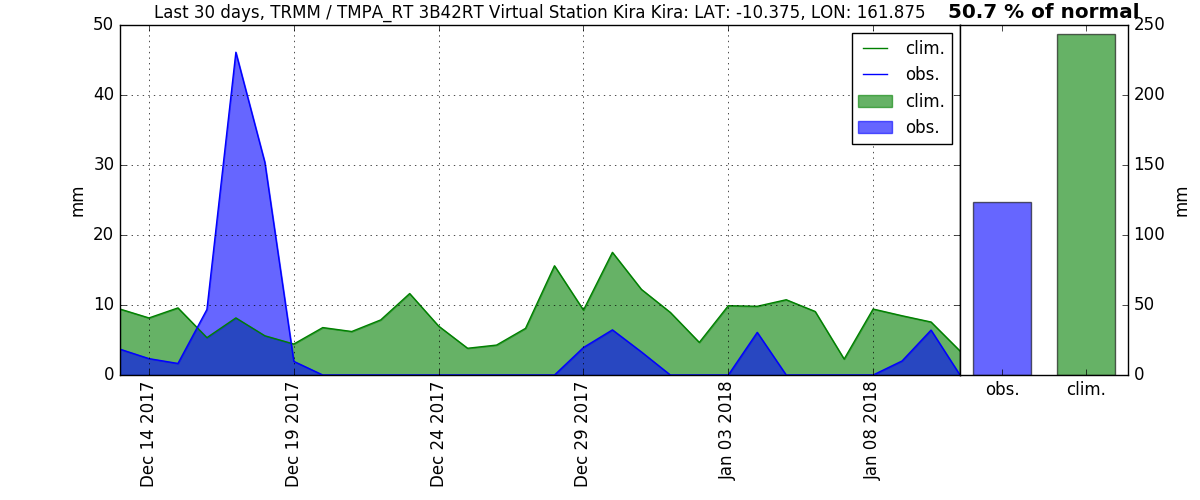 Last 30 days, TRMM / TMPA_RT 3B42RT Virtual Station Kira Kira: LAT: -10.375, LON: 161.875
50.7 % of normal
50
40
30
20
10
0
mm
clim.
obs.
clim.
obs.
Dec 14 2017
Dec 19 2017
Dec 24 2017
Dec 29 2017
Jan 03 2018
Jan 08 2018
250
200
150
100
50
0
mm
obs.
clim.